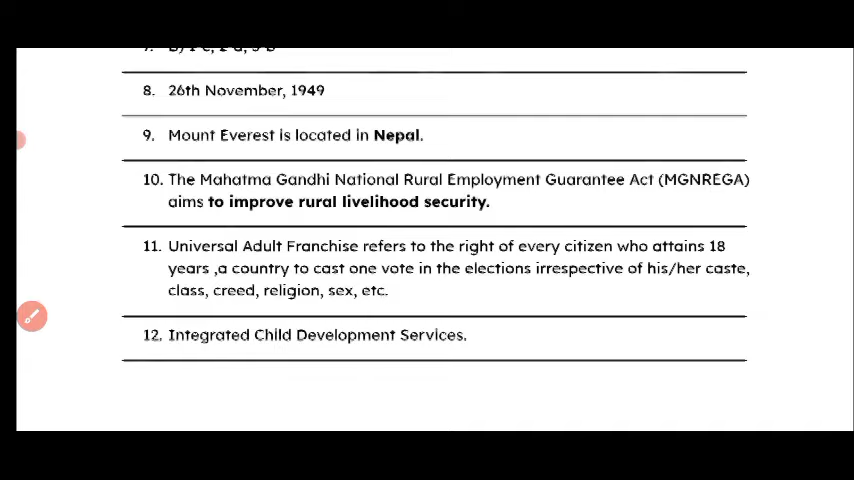 8. 26th November, 1949
9. Mount Everest is located in Nepal.
10. The Mahatma Gandhi National Rural Employment Guarantee Act (MGNREGA)
aims to improve rural livelihood security.
11. Universal Adult Franchise refers to the right of every citizen who attains 18
years ,a country to cast one vote in the elections irrespective of his/her caste,
class, creed, religion, sex, etc.
12. Integrated Child Development Services.